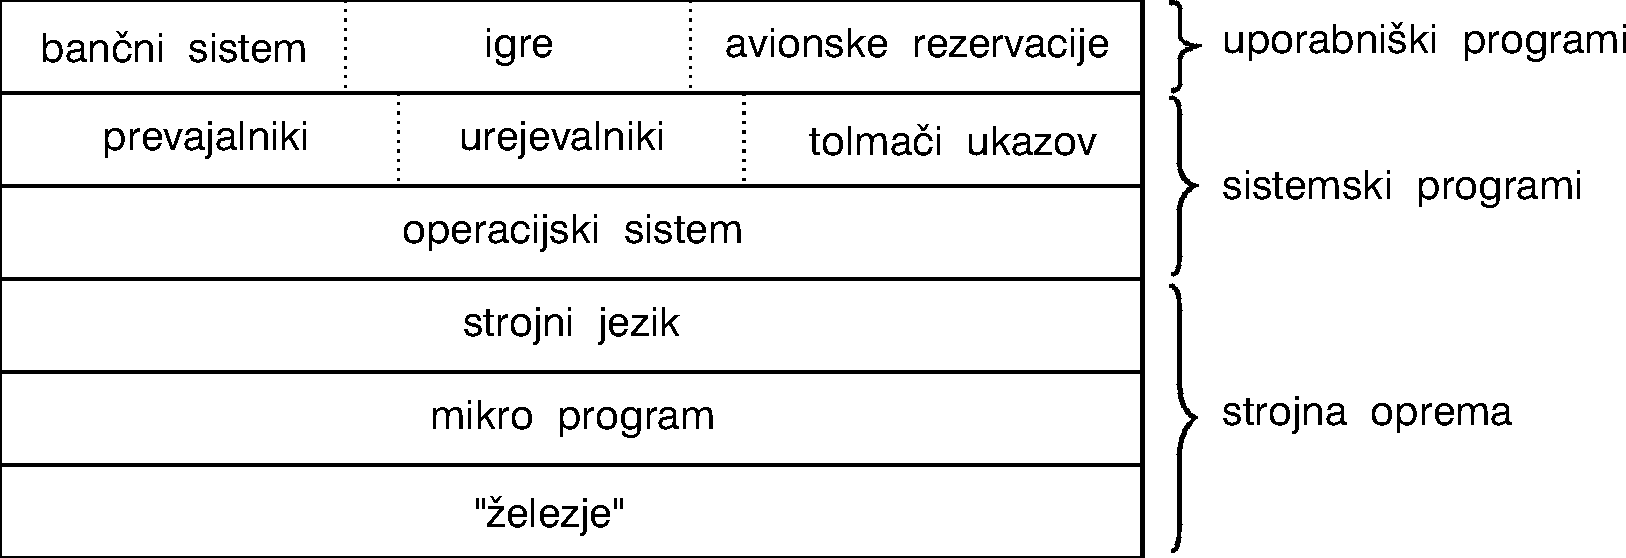 bančni sistem igre avionske rezervacije uporabniški programi
prevajalniki urejevalniki tolmači ukazov
sistemski programi
operacijski sistem
strojni jezik
mikro program strojna oprema
"železje"